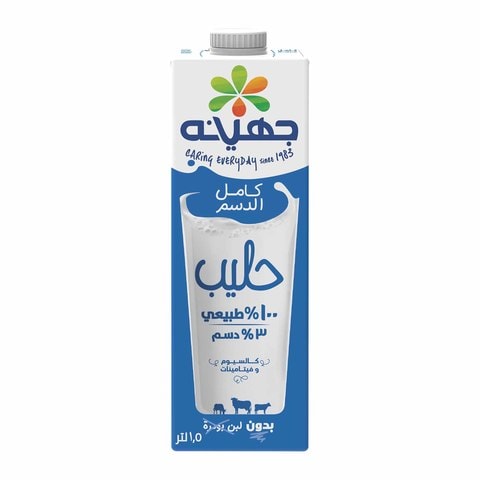 جهينه
CARING EVERYDAY since 1983
كامل
الدسم
حليب
١٠٠% طبيعي
٣% دسم
كالسيوم
و فيتامينات
بدون لبن بودرة
١,٥ لتر